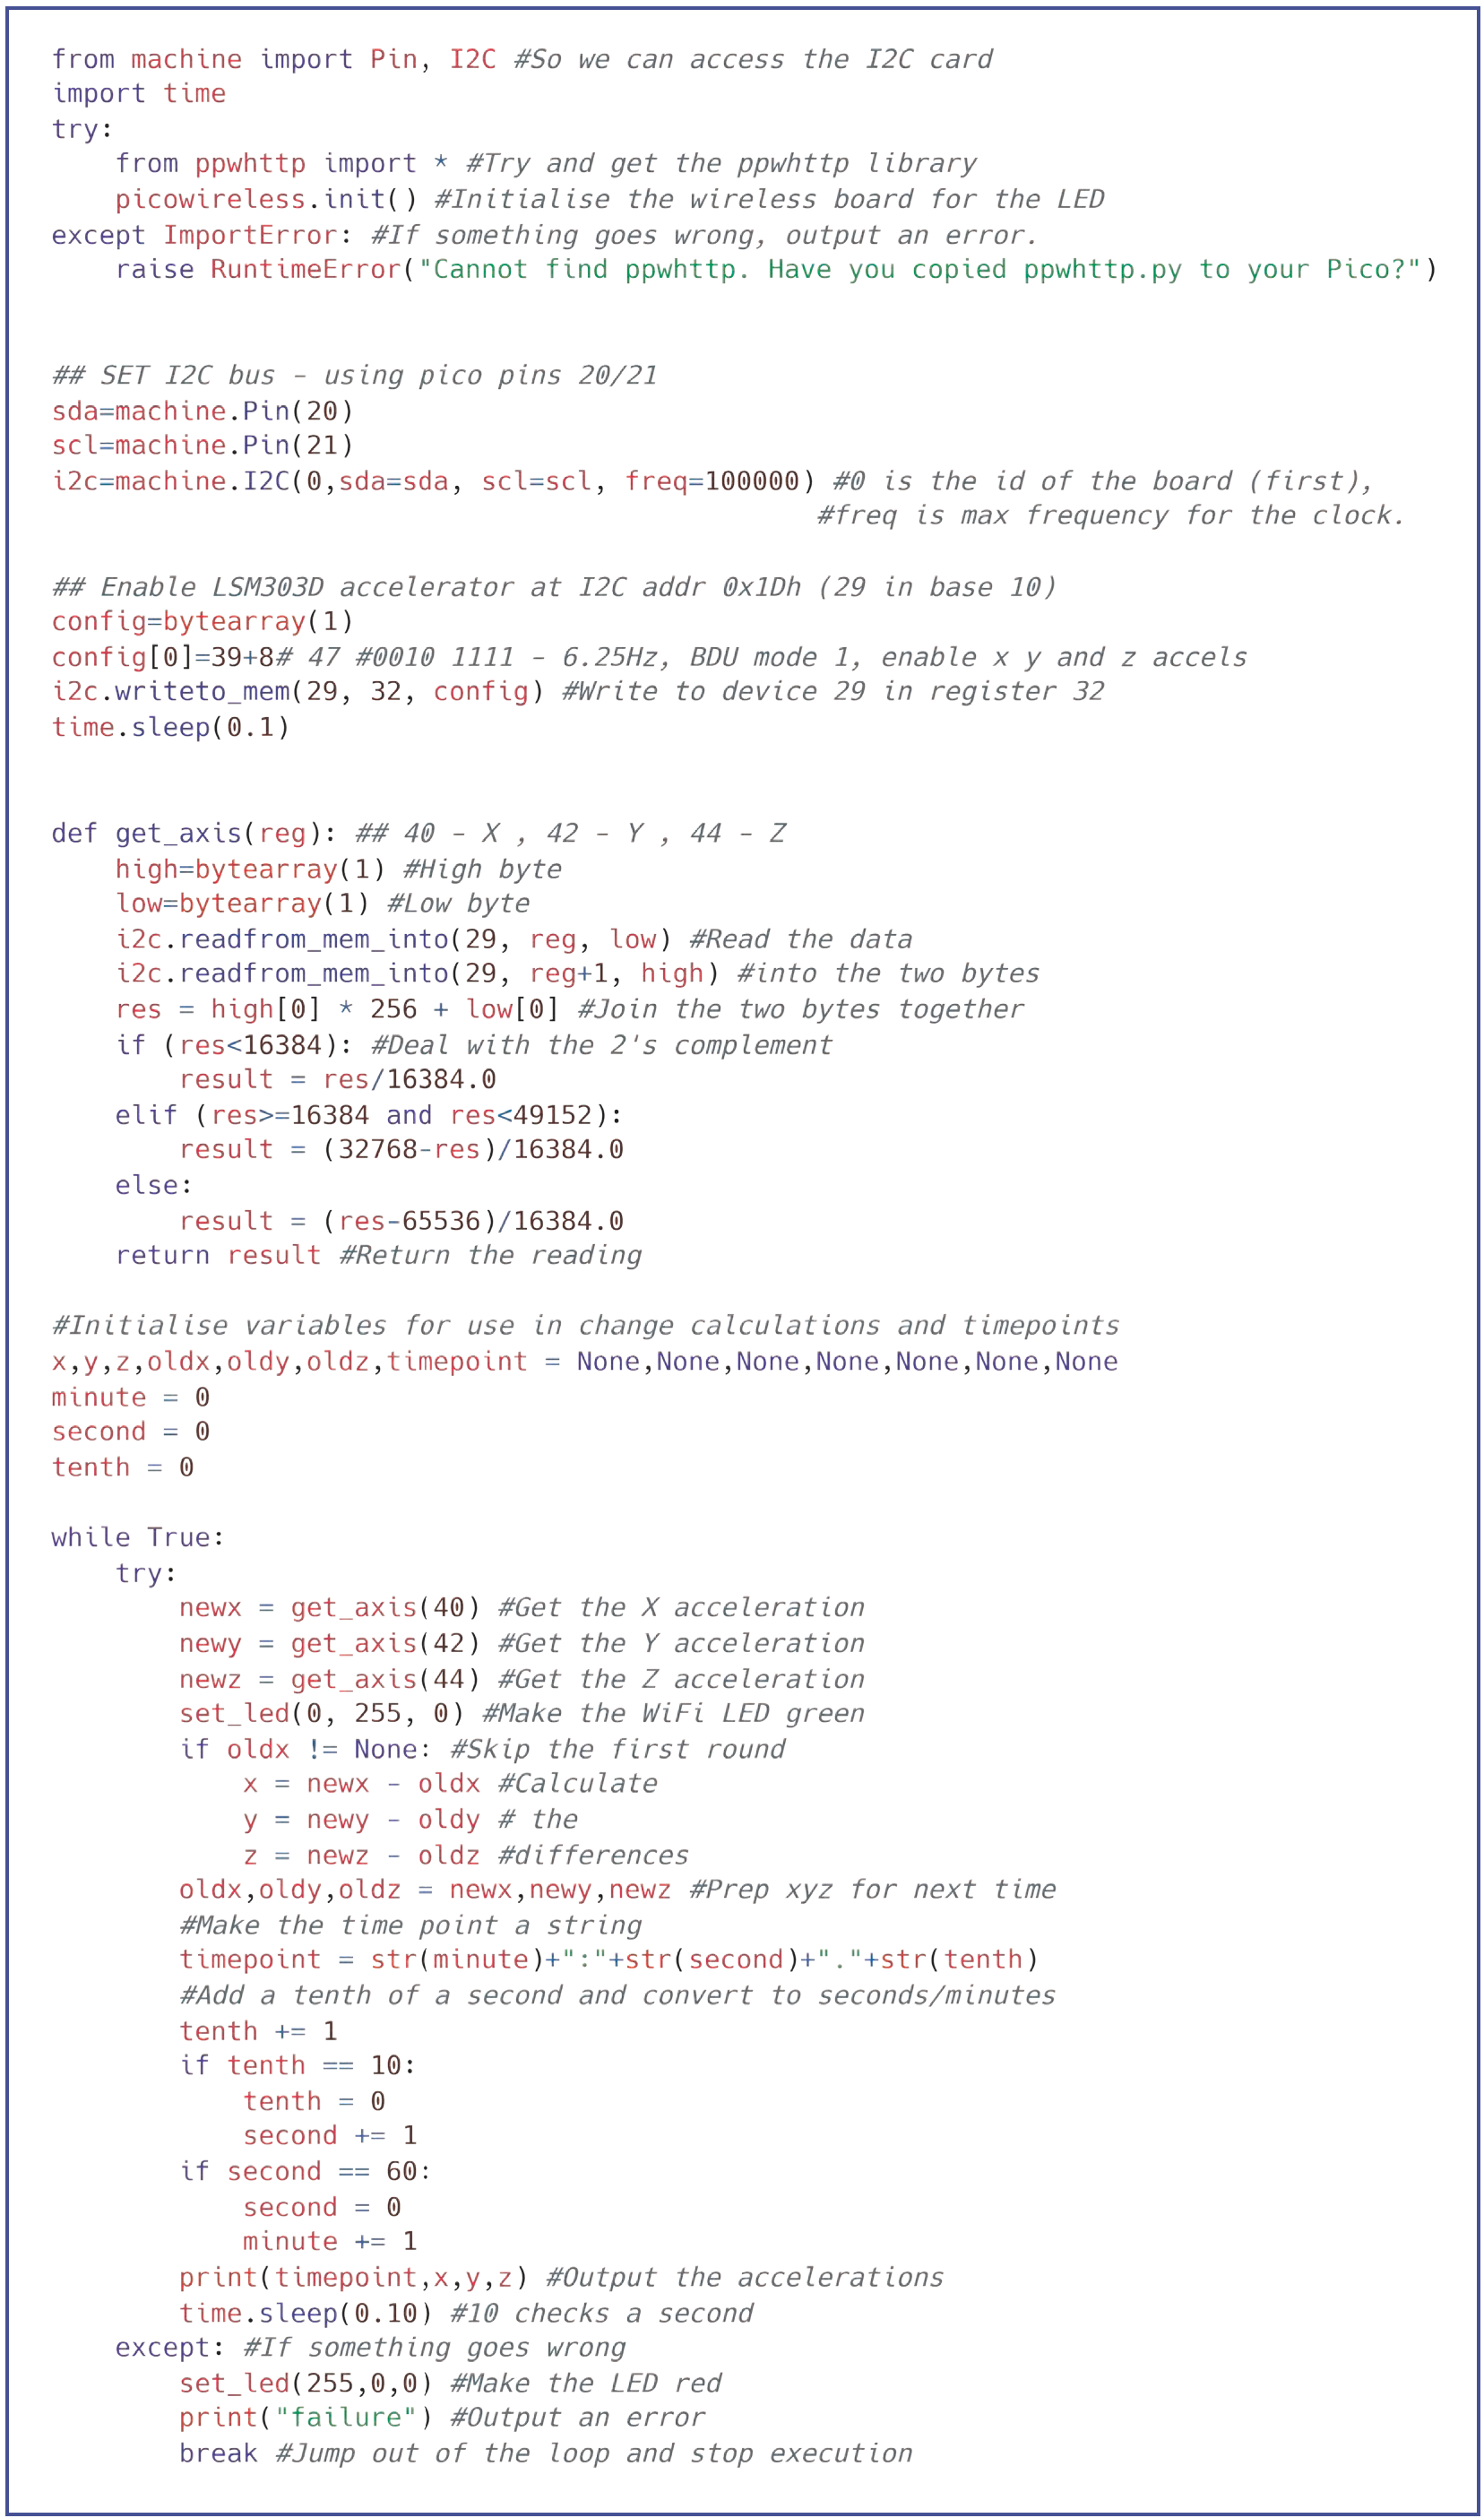 from machine import Pin, I2C #So we can access the I2C card
import time
try:
    from ppwhttp import * #Try and get the ppwhttp library
    picowireless.init() #Initialise the wireless board for the LED
except ImportError: #If something goes wrong, output an error.
    raise RuntimeError("Cannot find ppwhttp. Have you copied ppwhttp.py to your Pico?")
## SET I2C bus – using pico pins 20/21
sda=machine.Pin(20)
scl=machine.Pin(21)
i2c=machine.I2C(0,sda=sda, scl=scl, freq=100000) #0 is the id of the board (first),
#freq is max frequency for the clock.
## Enable LSM303D accelerator at I2C addr 0x1Dh (29 in base 10)
config=bytearray(1)
config[0]=39+8# 47 #0010 1111 – 6.25Hz, BDU mode 1, enable x y and z accels
i2c.writeto_mem(29, 32, config) #Write to device 29 in register 32
time.sleep(0.1)
def get_axis(reg): ## 40 – X , 42 – Y , 44 – Z
    high=bytearray(1) #High byte
    low=bytearray(1) #Low byte
    i2c.readfrom_mem_into(29, reg, low) #Read the data
    i2c.readfrom_mem_into(29, reg+1, high) #into the two bytes
    res = high[0] * 256 + low[0] #Join the two bytes together
    if (res<16384): #Deal with the 2's complement
        result = res/16384.0
    elif (res>=16384 and res<49152):
        result = (32768-res)/16384.0
    else:
        result = (res-65536)/16384.0
    return result #Return the reading
#Initialise variables for use in change calculations and timepoints
x,y,z,oldx,oldy,oldz,timepoint = None,None,None,None,None,None,None
minute = 0
second = 0
tenth = 0
while True:
    try:
        newx = get_axis(40) #Get the X acceleration
        newy = get_axis(42) #Get the Y acceleration
        newz = get_axis(44) #Get the Z acceleration
        set_led(0, 255, 0) #Make the WiFi LED green
        if oldx != None: #Skip the first round
            x = newx - oldx #Calculate
            y = newy - oldy # the
            z = newz - oldz #differences
        oldx,oldy,oldz = newx,newy,newz #Prep xyz for next time
        #Make the time point a string
        timepoint = str(minute)+":"+str(second)+"."+str(tenth)
        #Add a tenth of a second and convert to seconds/minutes
        tenth += 1
        if tenth == 10:
            tenth = 0
            second += 1
        if second == 60:
            second = 0
            minute += 1
        print(timepoint,x,y,z) #Output the accelerations
        time.sleep(0.10) #10 checks a second
    except: #If something goes wrong
        set_led(255,0,0) #Make the LED red
        print("failure") #Output an error
        break #Jump out of the loop and stop execution